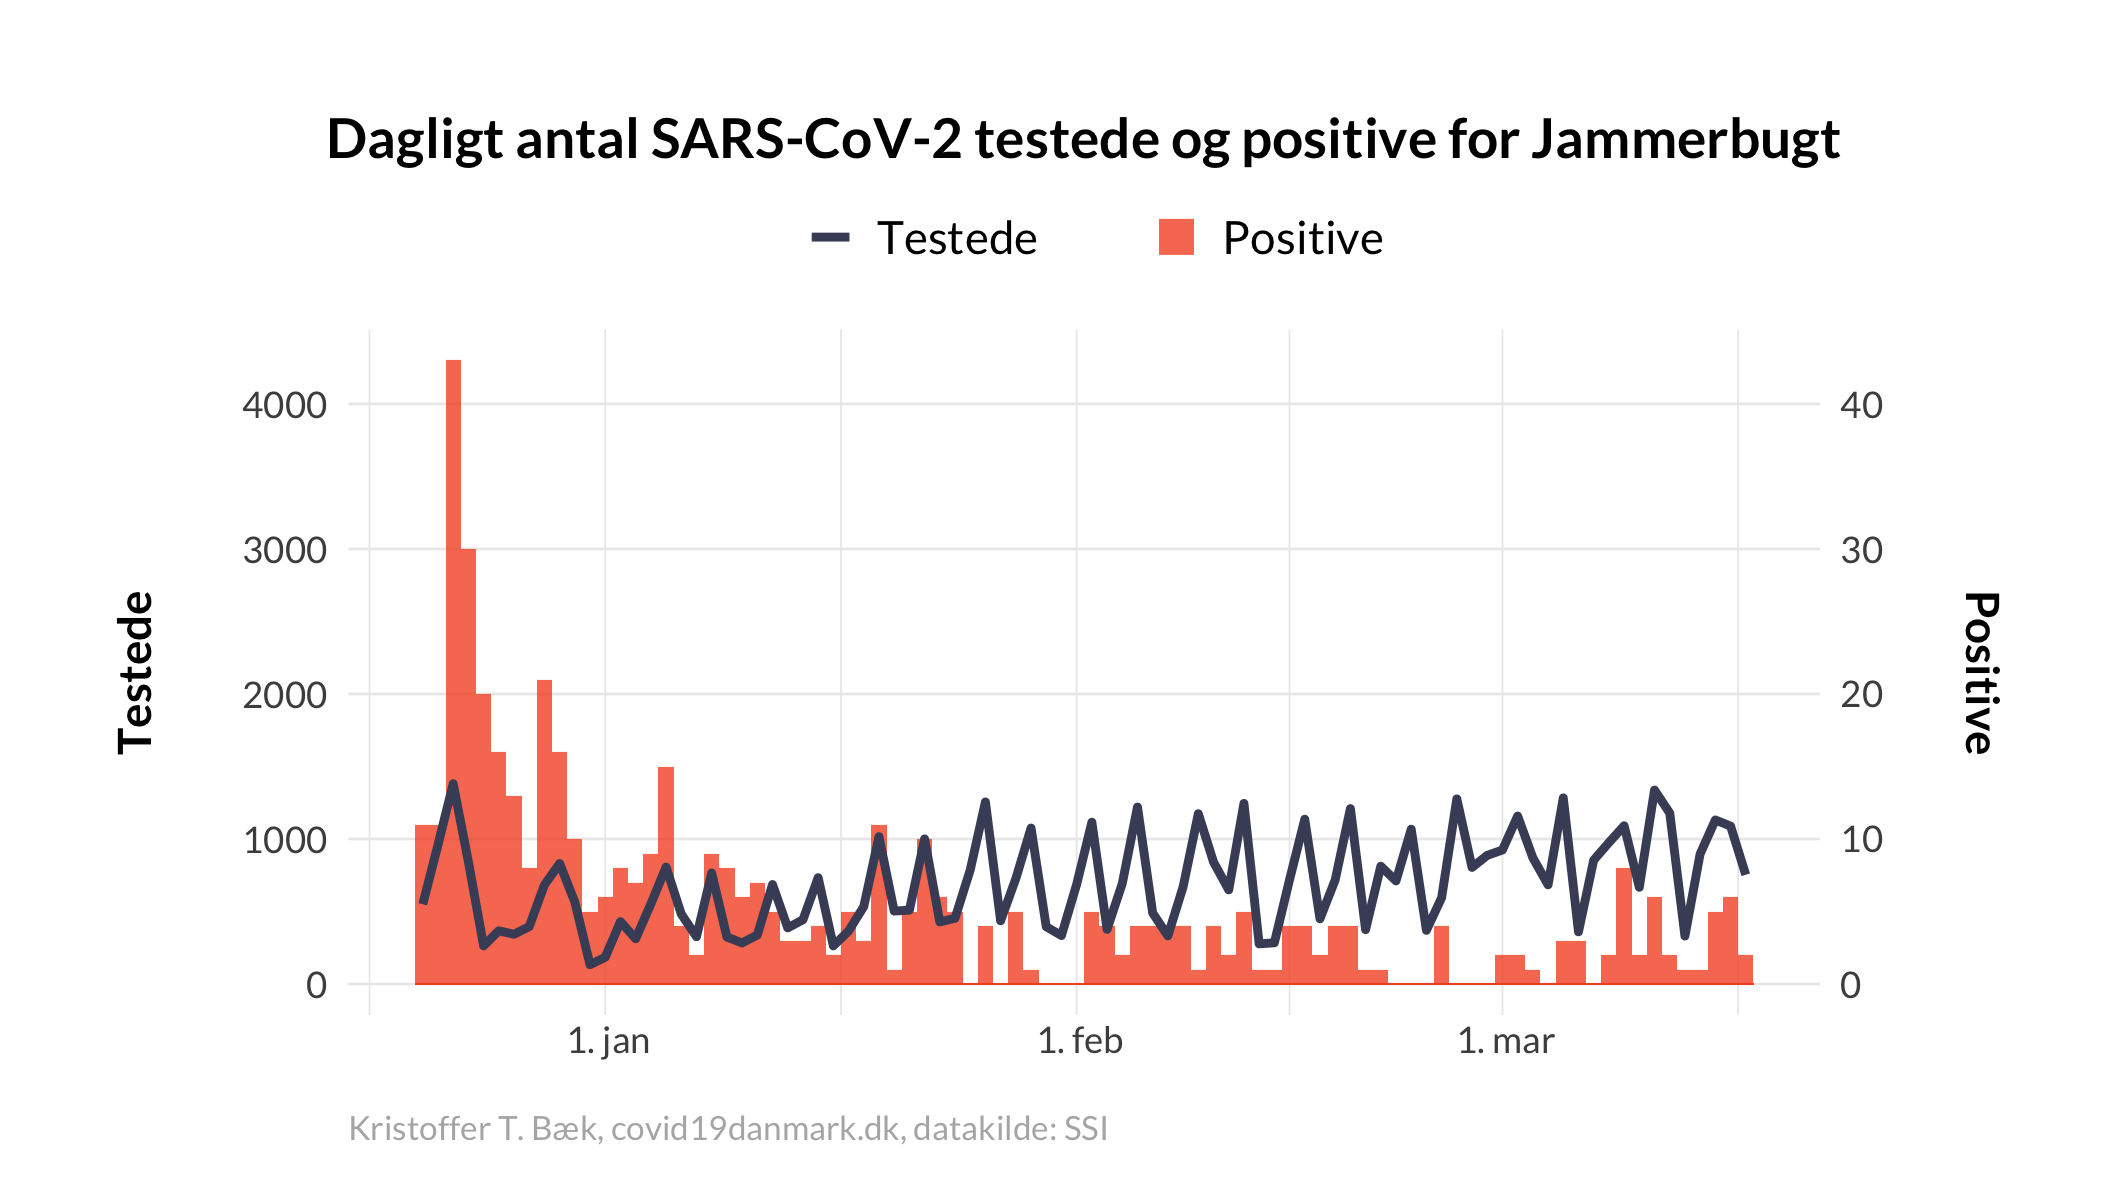 Dagligt antal SARS-CoV-2 testede og positive for Jammerbugt
Testede
Positive
4000
3000
2000
1000
0
Testede
40
30
20
10
0
Positive
1. jan
1. feb
1. mar
Kristoffer T. Bæk, covid19danmark.dk, datakilde: SSI